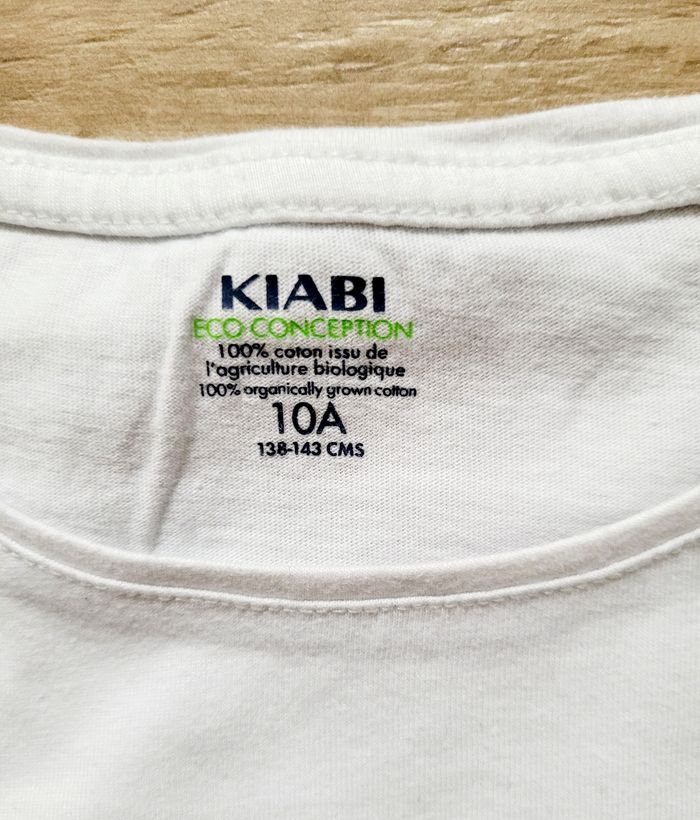 KIABI
ECO CONCEPTION
100% coton issu de
l'agriculture biologique
100% organically grown cotton
10A
138-143 CMS